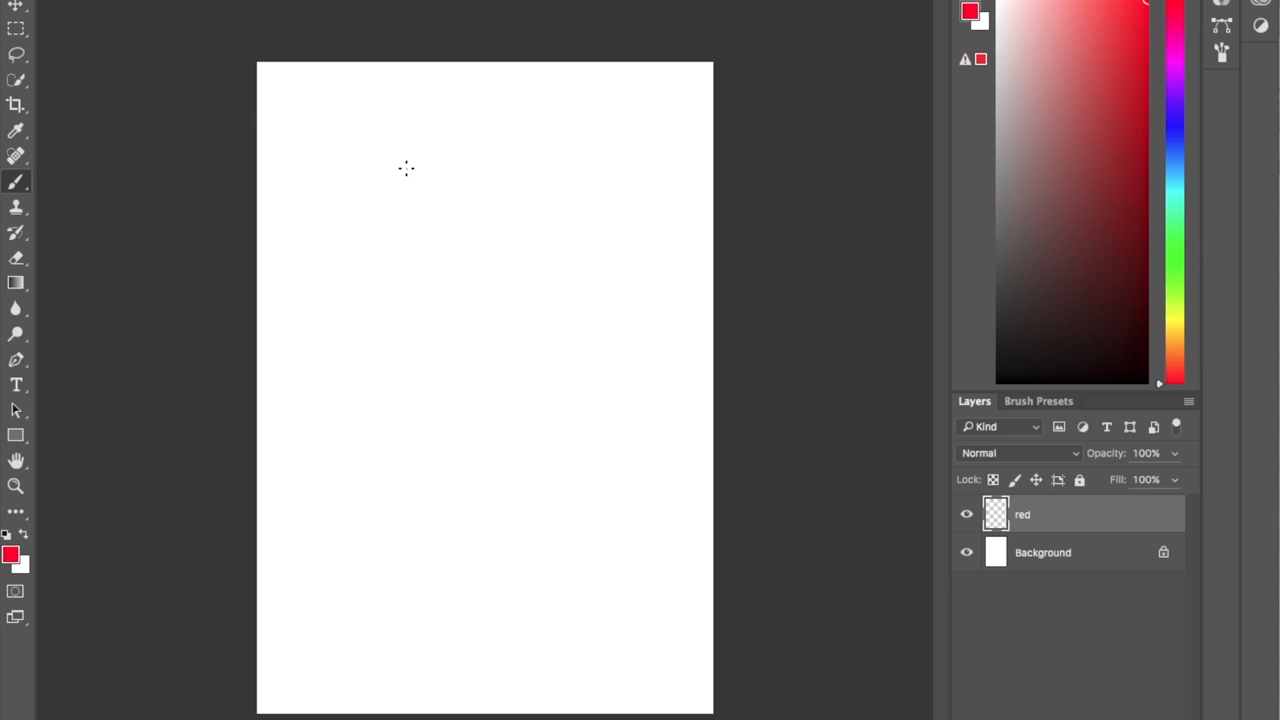 Layers Brush Presets
Kind
Normal Opacity: 100%
Lock: Fill: 100%
red
Background